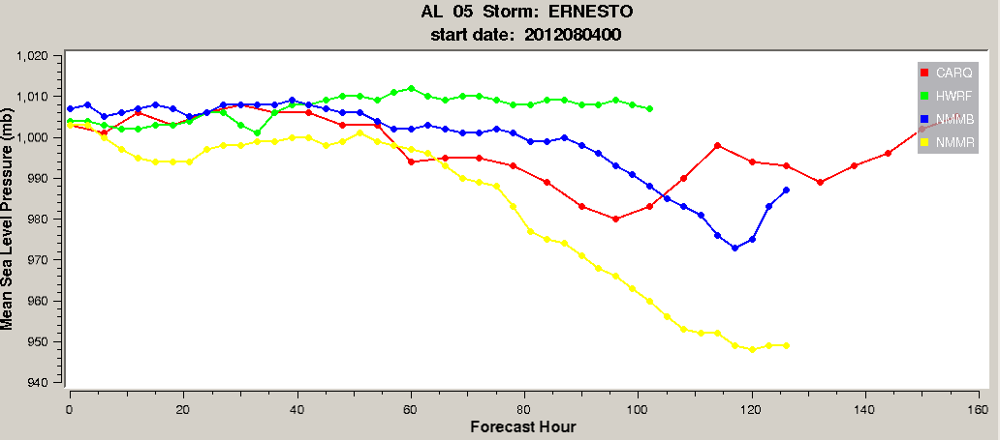 AL 05 Storm: ERNESTO
start date: 2012080400
Mean Sea Level Pressure (mb)
1,020
1,010
1,000
990
980
970
960
950
940
CARQ
HWRF
NMMB
NMMR
0
20
40
60
80
100
120
140
160
Forecast Hour